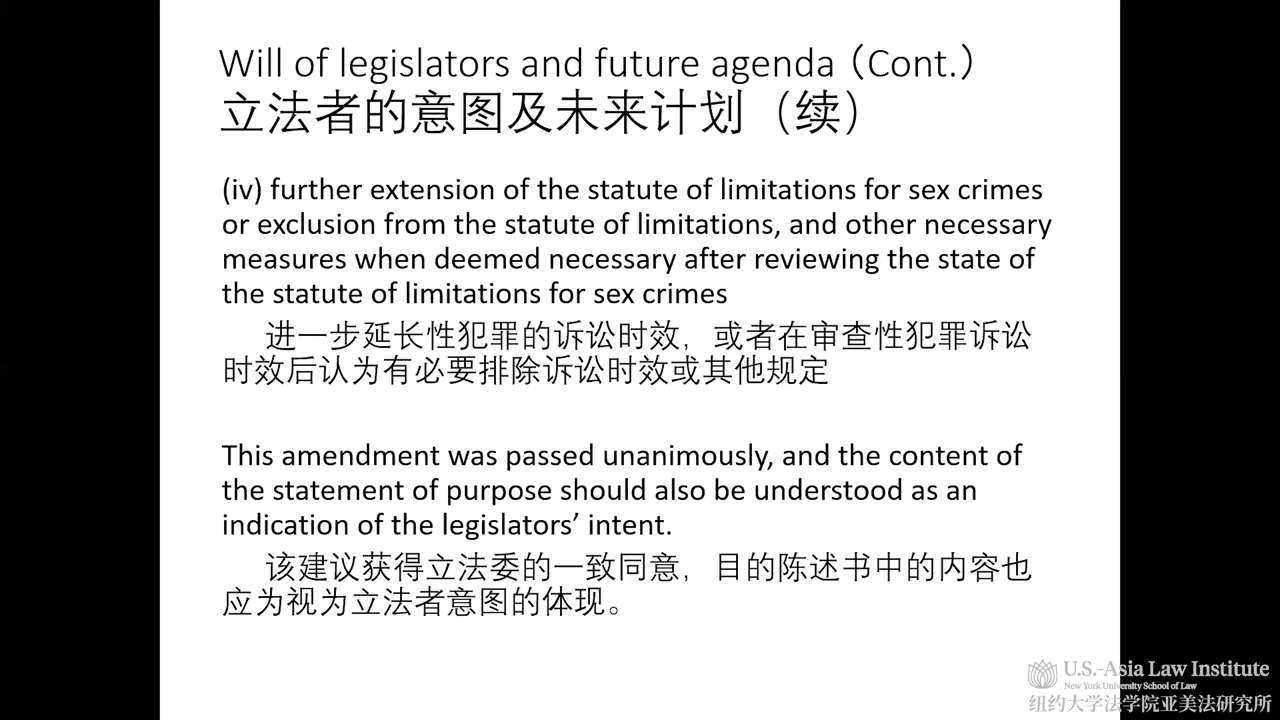 Will of legislators and future agenda（Cont.）
立法者的意图及未来计划（续）
(iv) further extension of the statute of limitations for sex crimes
or exclusion from the statute of limitations, and other necessary
measures when deemed necessary after reviewing the state of
the statute of limitations for sex crimes
进一步延长性犯罪的诉讼时效，或者在审查性犯罪诉讼
时效后认为有必要排除诉讼时效或其他规定
This amendment was passed unanimously, and the content of
the statement of purpose should also be understood as an
indication of the legislators’ intent.
该建议获得立法委的一致同意，目的陈述书中的内容也
应为视为立法者意图的体现。
U.S.-Asia Law Institute
New York University School of Law
纽约大学法学院亚美法研究所